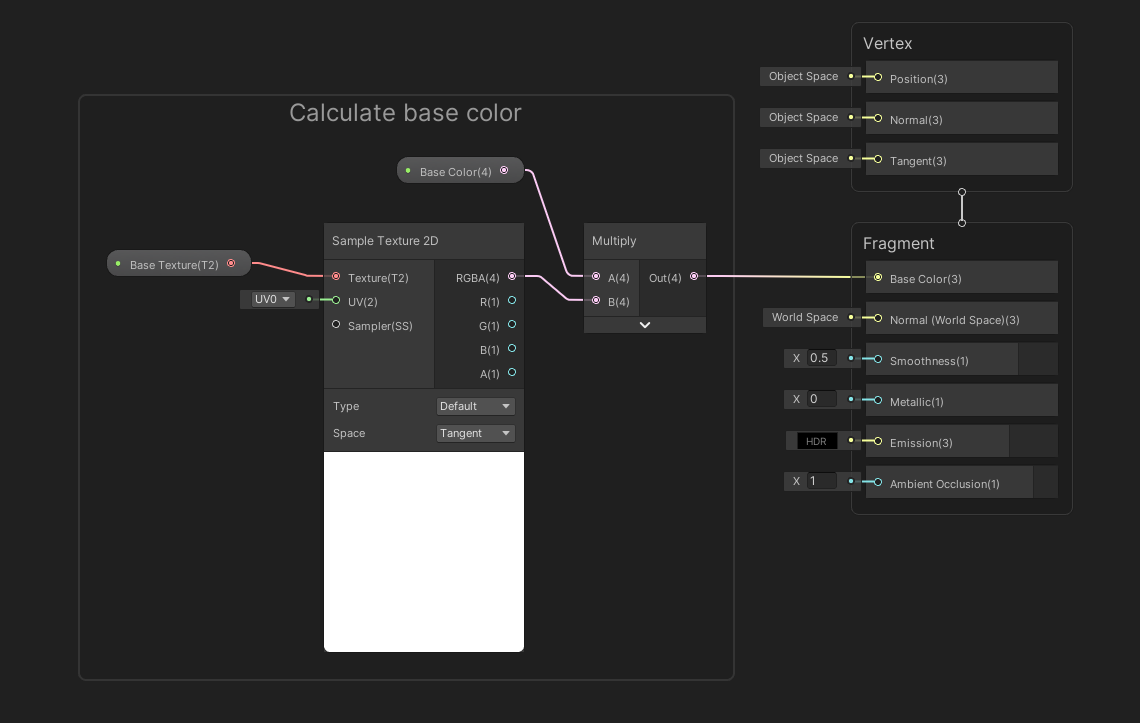 Calculate base color
Base Color(4)
Base Texture(T2)
UV0
Sample Texture 2D
Texture(T2)
RGBA(4)
UV(2)
R(1)
Sampler(SS)
G(1)
B(1)
A(1)
Type
Default
Space
Tangent
Multiply
A(4)
Out(4)
B(4)
Vertex
Object Space
Position(3)
Object Space
Normal(3)
Object Space
Tangent(3)
Fragment
Base Color(3)
World Space
Normal (World Space)(3)
X 0.5
Smoothness(1)
X 0
Metallic(1)
HDR
Emission(3)
X 1
Ambient Occlusion(1)